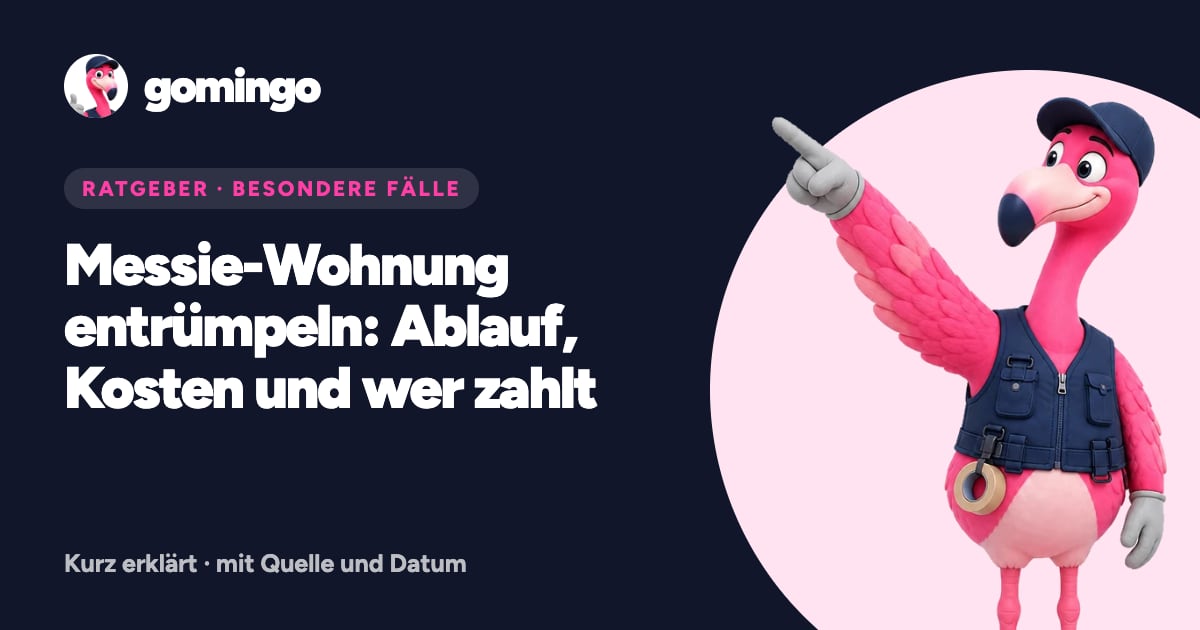 gomingo
RATGEBER · BESONDERE FÄLLE
Messie-Wohnung
entrümpeln: Ablauf,
Kosten und wer zahlt
Kurz erklärt · mit Quelle und Datum